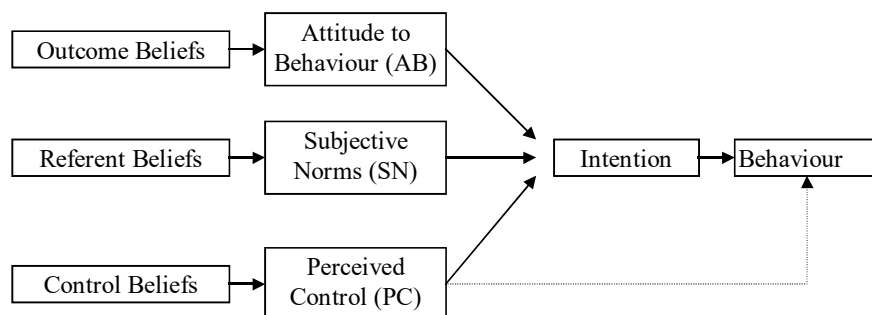 Outcome Beliefs
Attitude to
Behaviour (AB)
Referent Beliefs
Subjective
Norms (SN)
Intention
Behaviour
Control Beliefs
Perceived
Control (PC)